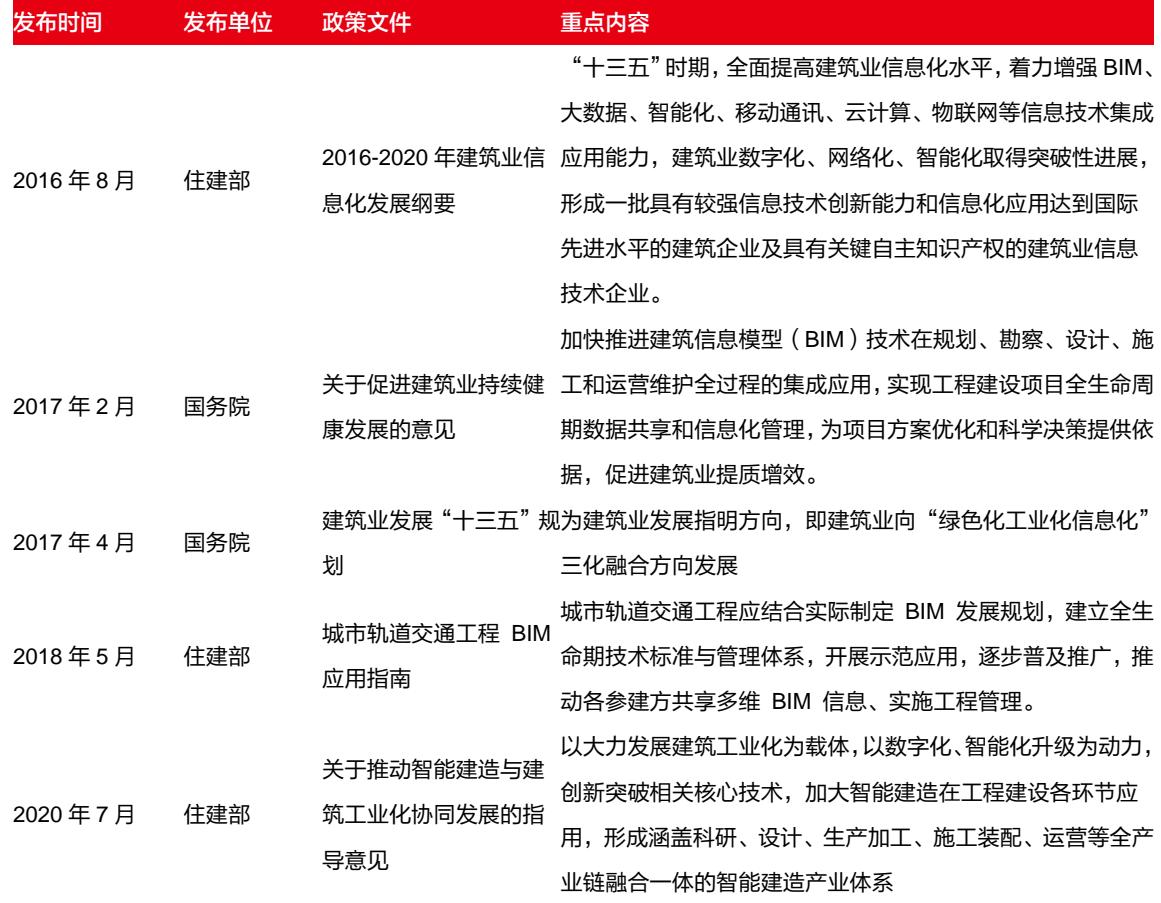 发布时间 发布单位 政策文件 重点内容
2016 年 8 月 住建部
2016-2020 年建筑业信
息化发展纲要
“十三五”时期，全面提高建筑业信息化水平，着力增强 BIM、
大数据、智能化、移动通讯、云计算、物联网等信息技术集成
应用能力，建筑业数字化、网络化、智能化取得突破性进展，
形成一批具有较强信息技术创新能力和信息化应用达到国际
先进水平的建筑企业及具有关键自主知识产权的建筑业信息
技术企业。
2017 年 2 月 国务院
关于促进建筑业持续健
康发展的意见
加快推进建筑信息模型（BIM）技术在规划、勘察、设计、施
工和运营维护全过程的集成应用，实现工程建设项目全生命周
期数据共享和信息化管理，为项目方案优化和科学决策提供依
据，促进建筑业提质增效。
2017 年 4 月 国务院
建筑业发展“十三五”规
划
为建筑业发展指明方向，即建筑业向“绿色化工业化信息化”
三化融合方向发展
2018 年 5 月 住建部
城市轨道交通工程 BIM
应用指南
城市轨道交通工程应结合实际制定 BIM 发展规划，建立全生
命期技术标准与管理体系，开展示范应用，逐步普及推广，推
动各参建方共享多维 BIM 信息、实施工程管理。
2020 年 7 月 住建部
关于推动智能建造与建
筑工业化协同发展的指
导意见
以大力发展建筑工业化为载体，以数字化、智能化升级为动力，
创新突破相关核心技术，加大智能建造在工程建设各环节应
用，形成涵盖科研、设计、生产加工、施工装配、运营等全产
业链融合一体的智能建造产业体系